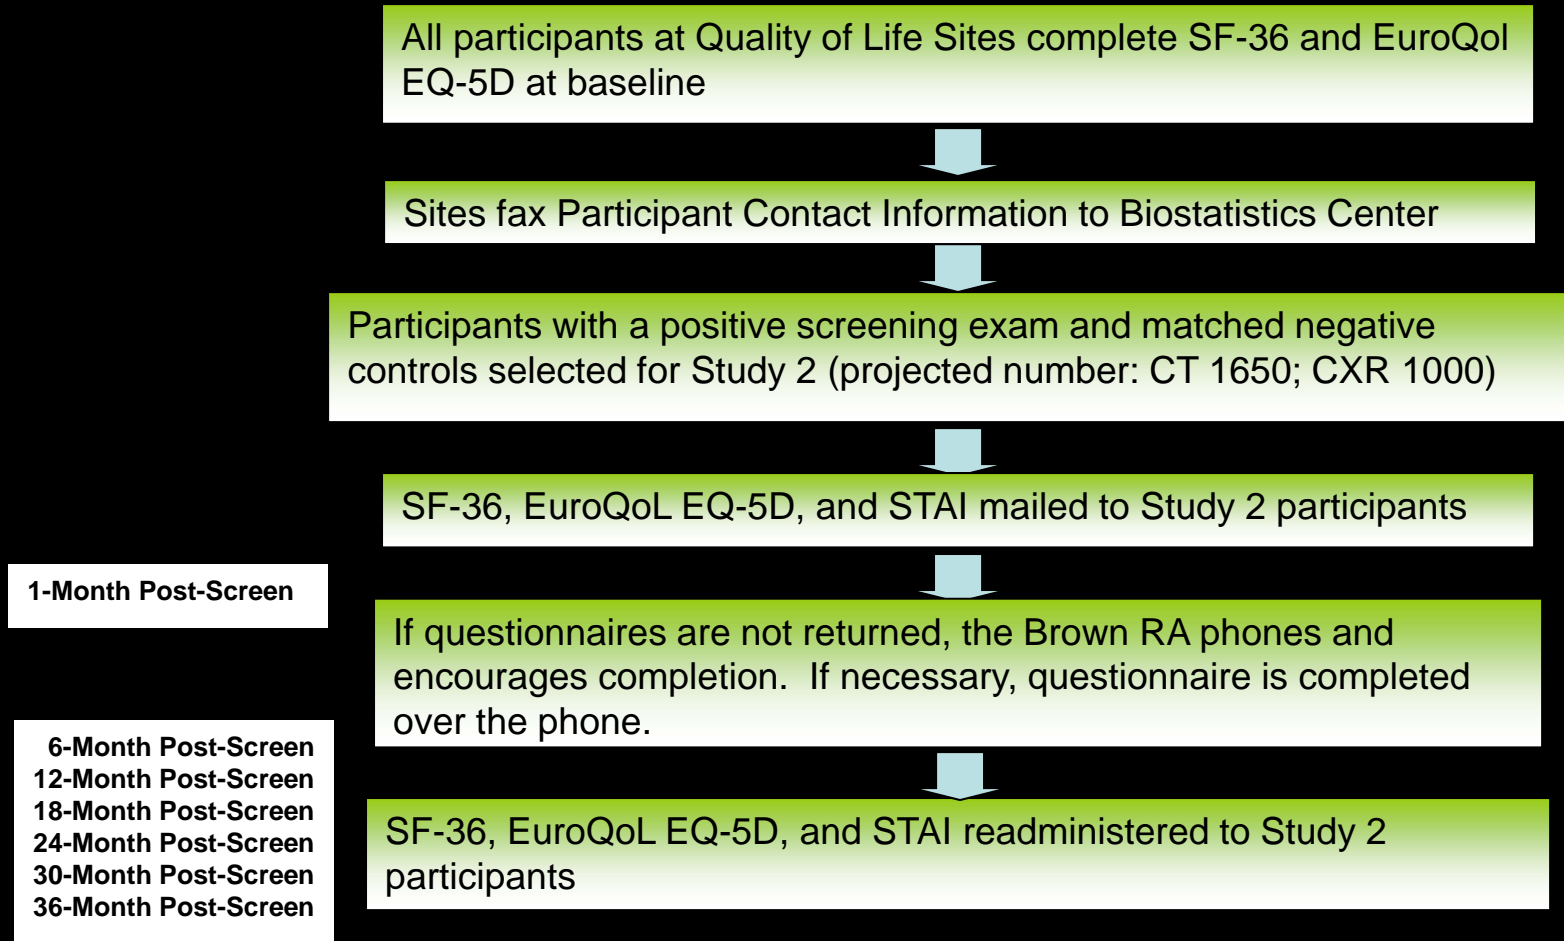 All participants at Quality of Life Sites complete SF-36 and EuroQol
EQ-5D at baseline
Sites fax Participant Contact Information to Biostatistics Center
Participants with a positive screening exam and matched negative
controls selected for Study 2 (projected number: CT 1650; CXR 1000)
SF-36, EuroQoL EQ-5D, and STAI mailed to Study 2 participants
1-Month Post-Screen
If questionnaires are not returned, the Brown RA phones and
encourages completion.  If necessary, questionnaire is completed
over the phone.
6-Month Post-Screen
12-Month Post-Screen
18-Month Post-Screen
24-Month Post-Screen
30-Month Post-Screen
36-Month Post-Screen
SF-36, EuroQoL EQ-5D, and STAI readministered to Study 2
participants